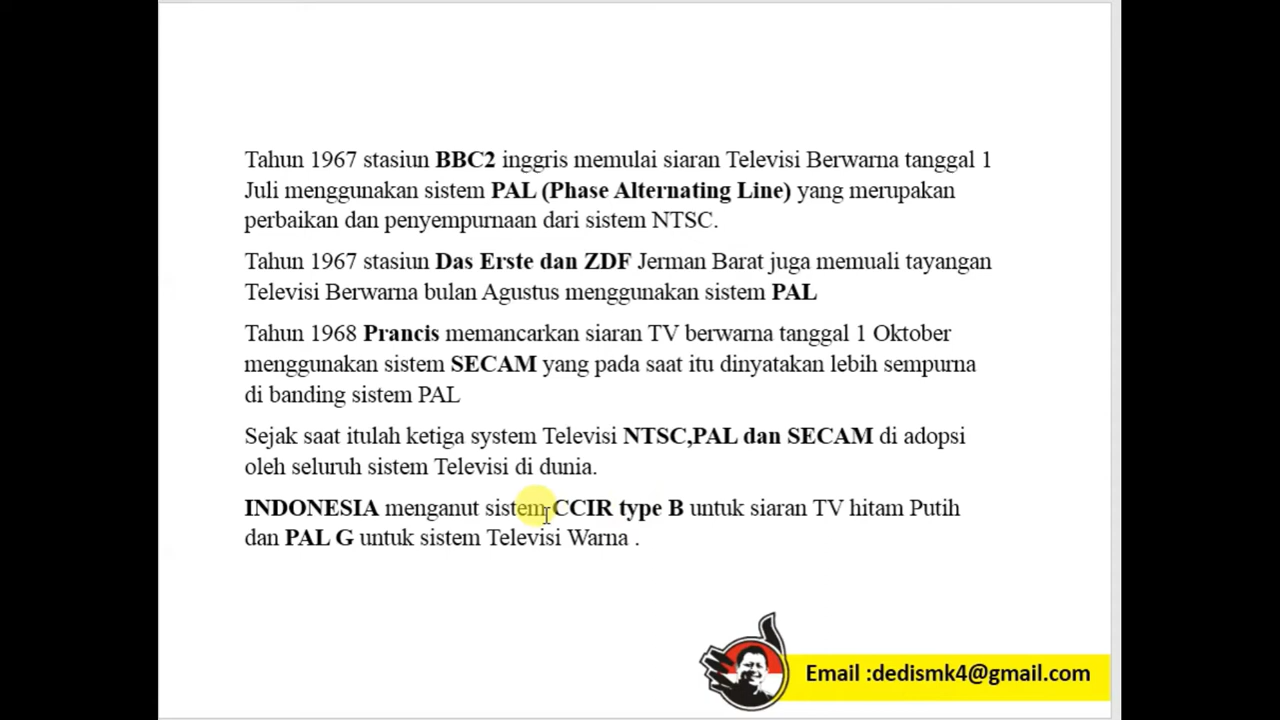 Tahun 1967 stasiun BBC2 inggris memulai siaran Televisi Berwarna tanggal 1
Juli menggunakan sistem PAL (Phase Alternating Line) yang merupakan
perbaikan dan penyempurnaan dari sistem NTSC.
Tahun 1967 stasiun Das Erste dan ZDF Jerman Barat juga memuali tayangan
Televisi Berwarna bulan Agustus menggunakan sistem PAL
Tahun 1968 Prancis memancarkan siaran TV berwarna tanggal 1 Oktober
menggunakan sistem SECAM yang pada saat itu dinyatakan lebih sempurna
di banding sistem PAL
Sejak saat itulah ketiga system Televisi NTSC,PAL dan SECAM di adopsi
oleh seluruh sistem Televisi di dunia.
INDONESIA menganut sistem CCIR type B untuk siaran TV hitam Putih
dan PAL G untuk sistem Televisi Warna .
Email :dedismk4@gmail.com